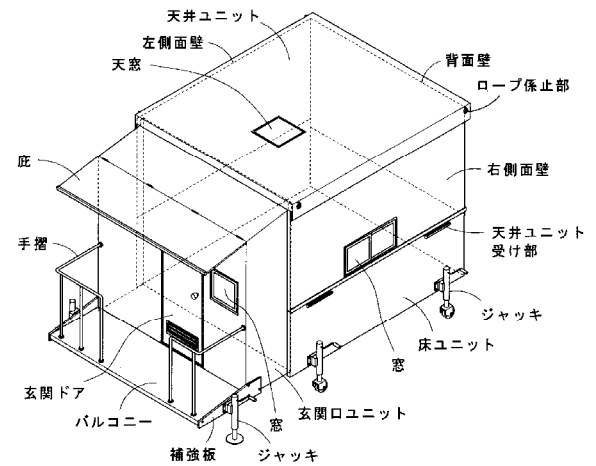 天井ユニット
左側面壁
背面壁
天窓
ロープ係止部
庇
右側面壁
手摺
天井ユニット
受け部
ジャッキ
床ユニット
窓
玄関ドア
玄関口ユニット
バルコニー
窓
補強板
ジャッキ